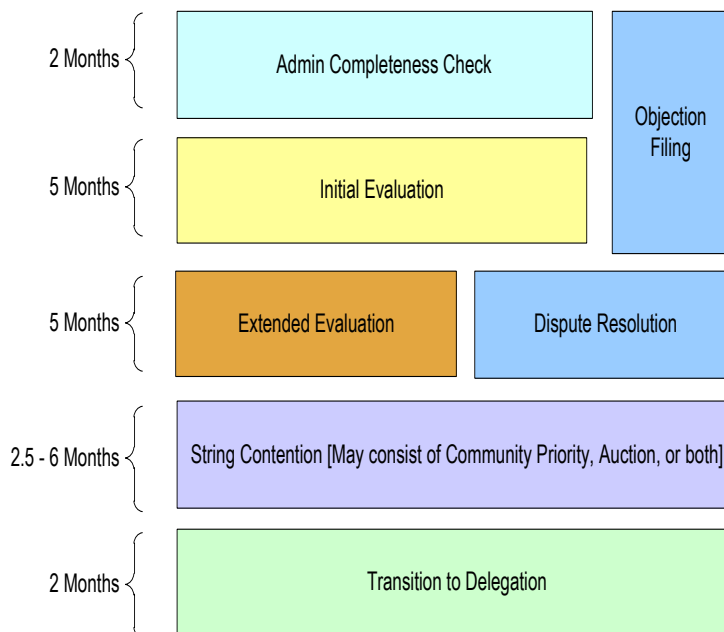 2 Months
Admin Completeness Check
Objection
Filing
5 Months
Initial Evaluation
5 Months
Extended Evaluation
Dispute Resolution
2.5 - 6 Months
String Contention [May consist of Community Priority, Auction, or both]
2 Months
Transition to Delegation